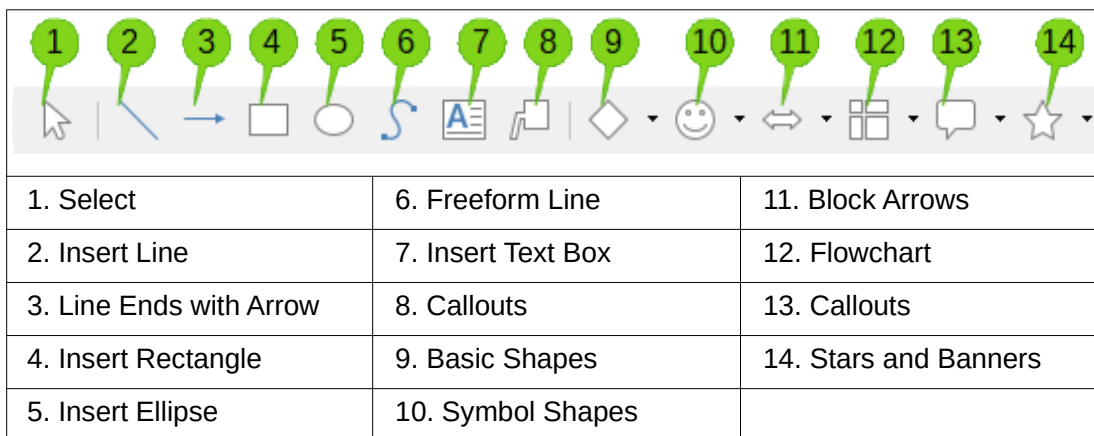 1 2 3 4 5 6 7 8 9 10 11 12 13 14
A
1. Select 6. Freeform Line 11. Block Arrows
2. Insert Line 7. Insert Text Box 12. Flowchart
3. Line Ends with Arrow 8. Callouts 13. Callouts
4. Insert Rectangle 9. Basic Shapes 14. Stars and Banners
5. Insert Ellipse 10. Symbol Shapes